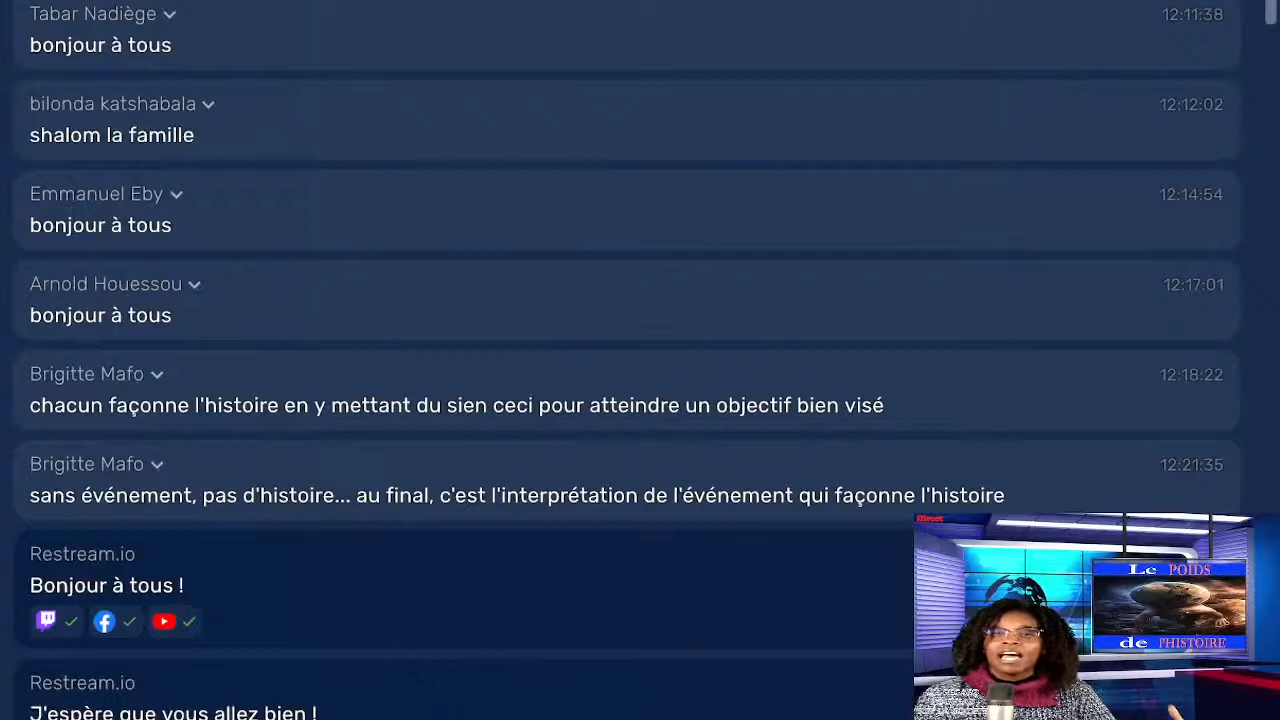 Tabar Nadiège
12:11:38
bonjour à tous
bilonda katshabala
12:12:02
shalom la famille
Emmanuel Eby
12:14:54
bonjour à tous
Arnold Houessou
12:17:01
bonjour à tous
Brigitte Mafo
12:18:22
chacun façonne l'histoire en y mettant du sien ceci pour atteindre un objectif bien visé
Brigitte Mafo
12:21:35
sans événement, pas d'histoire... au final, c'est l'interprétation de l'événement qui façonne l'histoire
Restream.io
Bonjour à tous !
Restream.io
J'espère que vous allez bien !
Direct
Le POIDS
de l'HISTOIRE